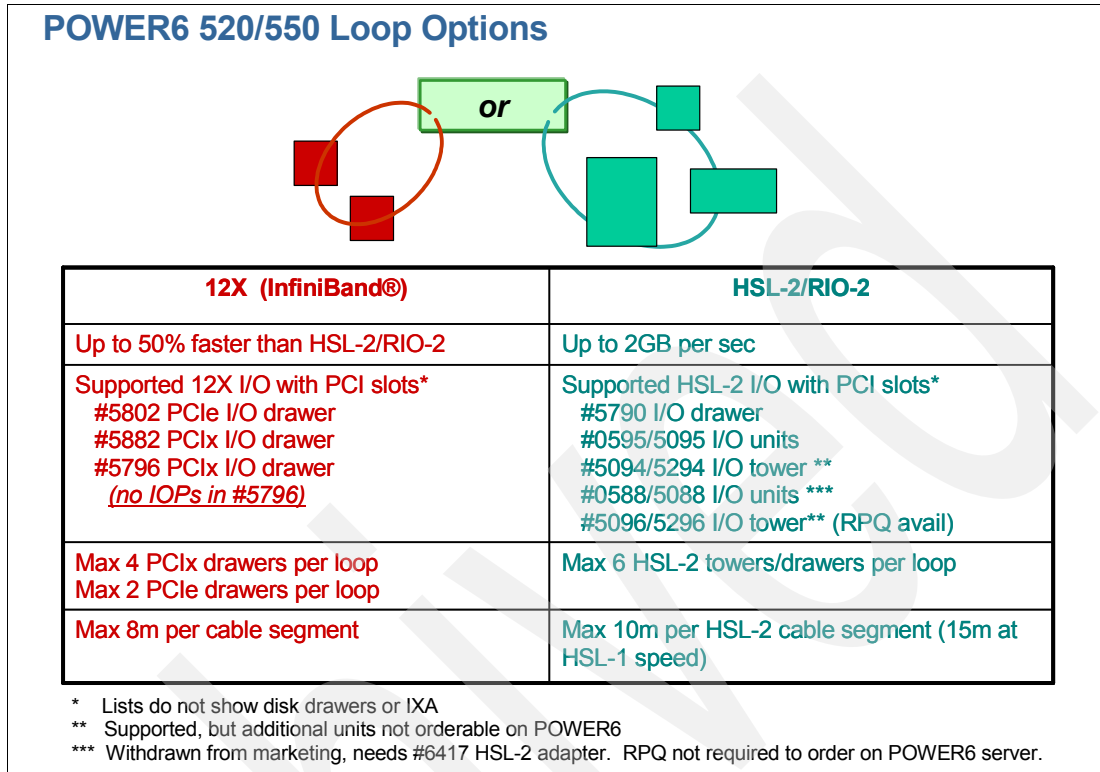 POWER6 520/550 Loop Options
or
12X (InfiniBand®)
HSL-2/RIO-2
Up to 50% faster than HSL-2/RIO-2
Up to 2GB per sec
Supported 12X I/O with PCI slots*
#5802 PCIe I/O drawer
#5882 PCIx I/O drawer
#5796 PCIx I/O drawer
(no IOPs in #5796)
Supported HSL-2 I/O with PCI slots*
#5790 I/O drawer
#0595/5095 I/O units
#5094/5294 I/O tower **
#0588/5088 I/O units ***
#5096/5296 I/O tower** (RPQ avail)
Max 4 PCIx drawers per loop
Max 2 PCIe drawers per loop
Max 6 HSL-2 towers/drawers per loop
Max 8m per cable segment
Max 10m per HSL-2 cable segment (15m at
HSL-1 speed)
* Lists do not show disk drawers or IXA
** Supported, but additional units not orderable on POWER6
*** Withdrawn from marketing, needs #6417 HSL-2 adapter. RPQ not required to order on POWER6 server.